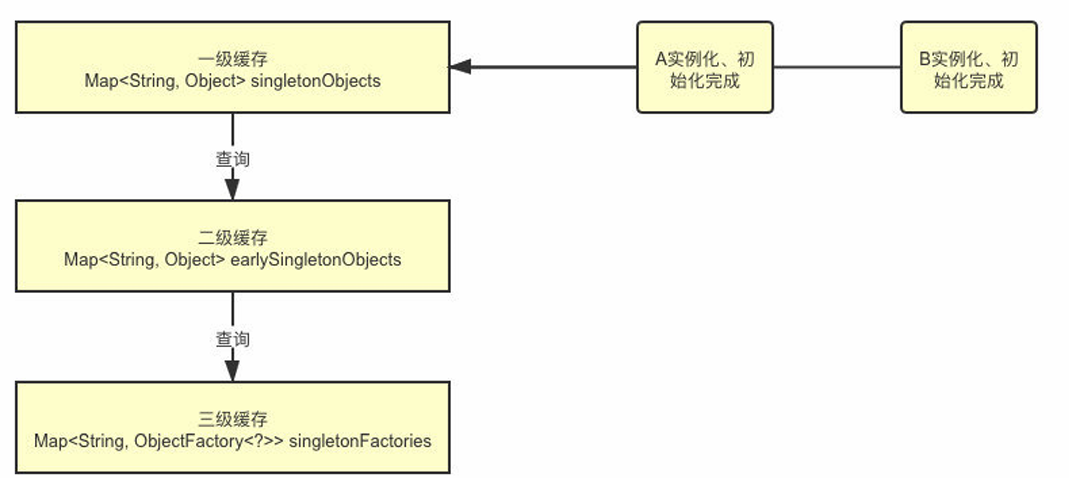 一级缓存
Map<String, Object> singletonObjects
A实例化、初
始化完成
B实例化、初
始化完成
查询
二级缓存
Map<String, Object> earlySingletonObjects
查询
三级缓存
Map<String, ObjectFactory<?>> singletonFactories